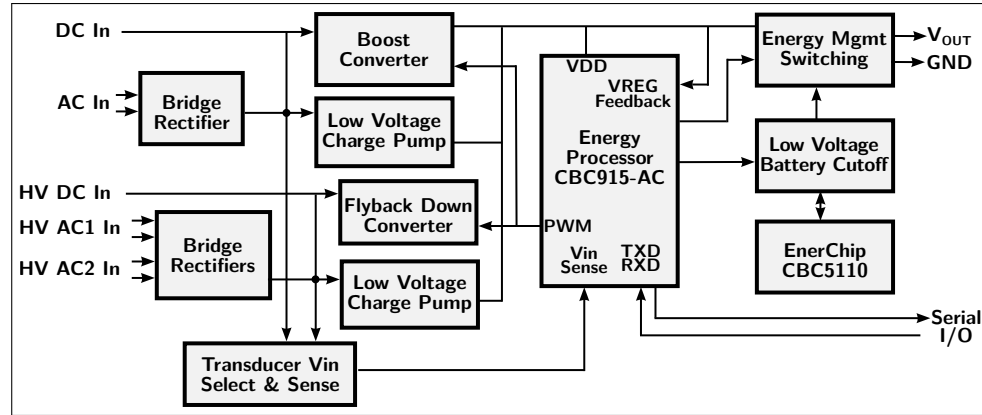 DC In
Boost
Converter
VDD
VREG
Feedback
Energy Mgmt
Switching
VOUT
GND
AC In
Bridge
Rectifier
Low Voltage
Charge Pump
Energy
Processor
CBC915-AC
Low Voltage
Battery Cutoff
HV DC In
HV AC1 In
HV AC2 In
Bridge
Rectifiers
Flyback Down
Converter
PWM
Vin
Sense
TXD
RXD
EnerChip
CBC5110
Low Voltage
Charge Pump
Serial
I/O
Transducer Vin
Select & Sense